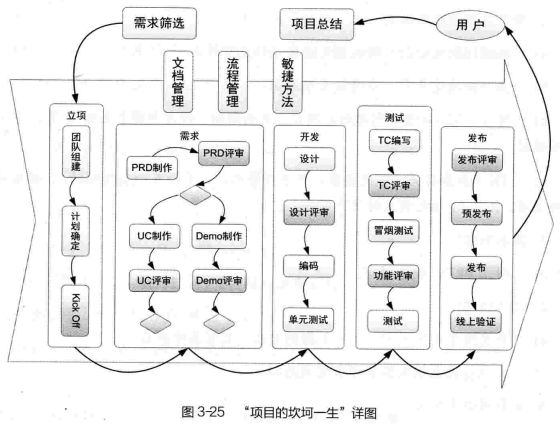 需求筛选
项目总结
用户
文档管理
流程管理
敏捷方法
立项
团队组建
计划确定
Kick Off
需求
PRD制作
PRD评审
UC制作
Demo制作
UC评审
Demo评审
开发
设计
设计评审
编码
单元测试
测试
TC编写
TC评审
冒烟测试
功能评审
测试
发布
发布评审
预发布
发布
线上验证
图 3-25 “项目的坎坷一生”详图